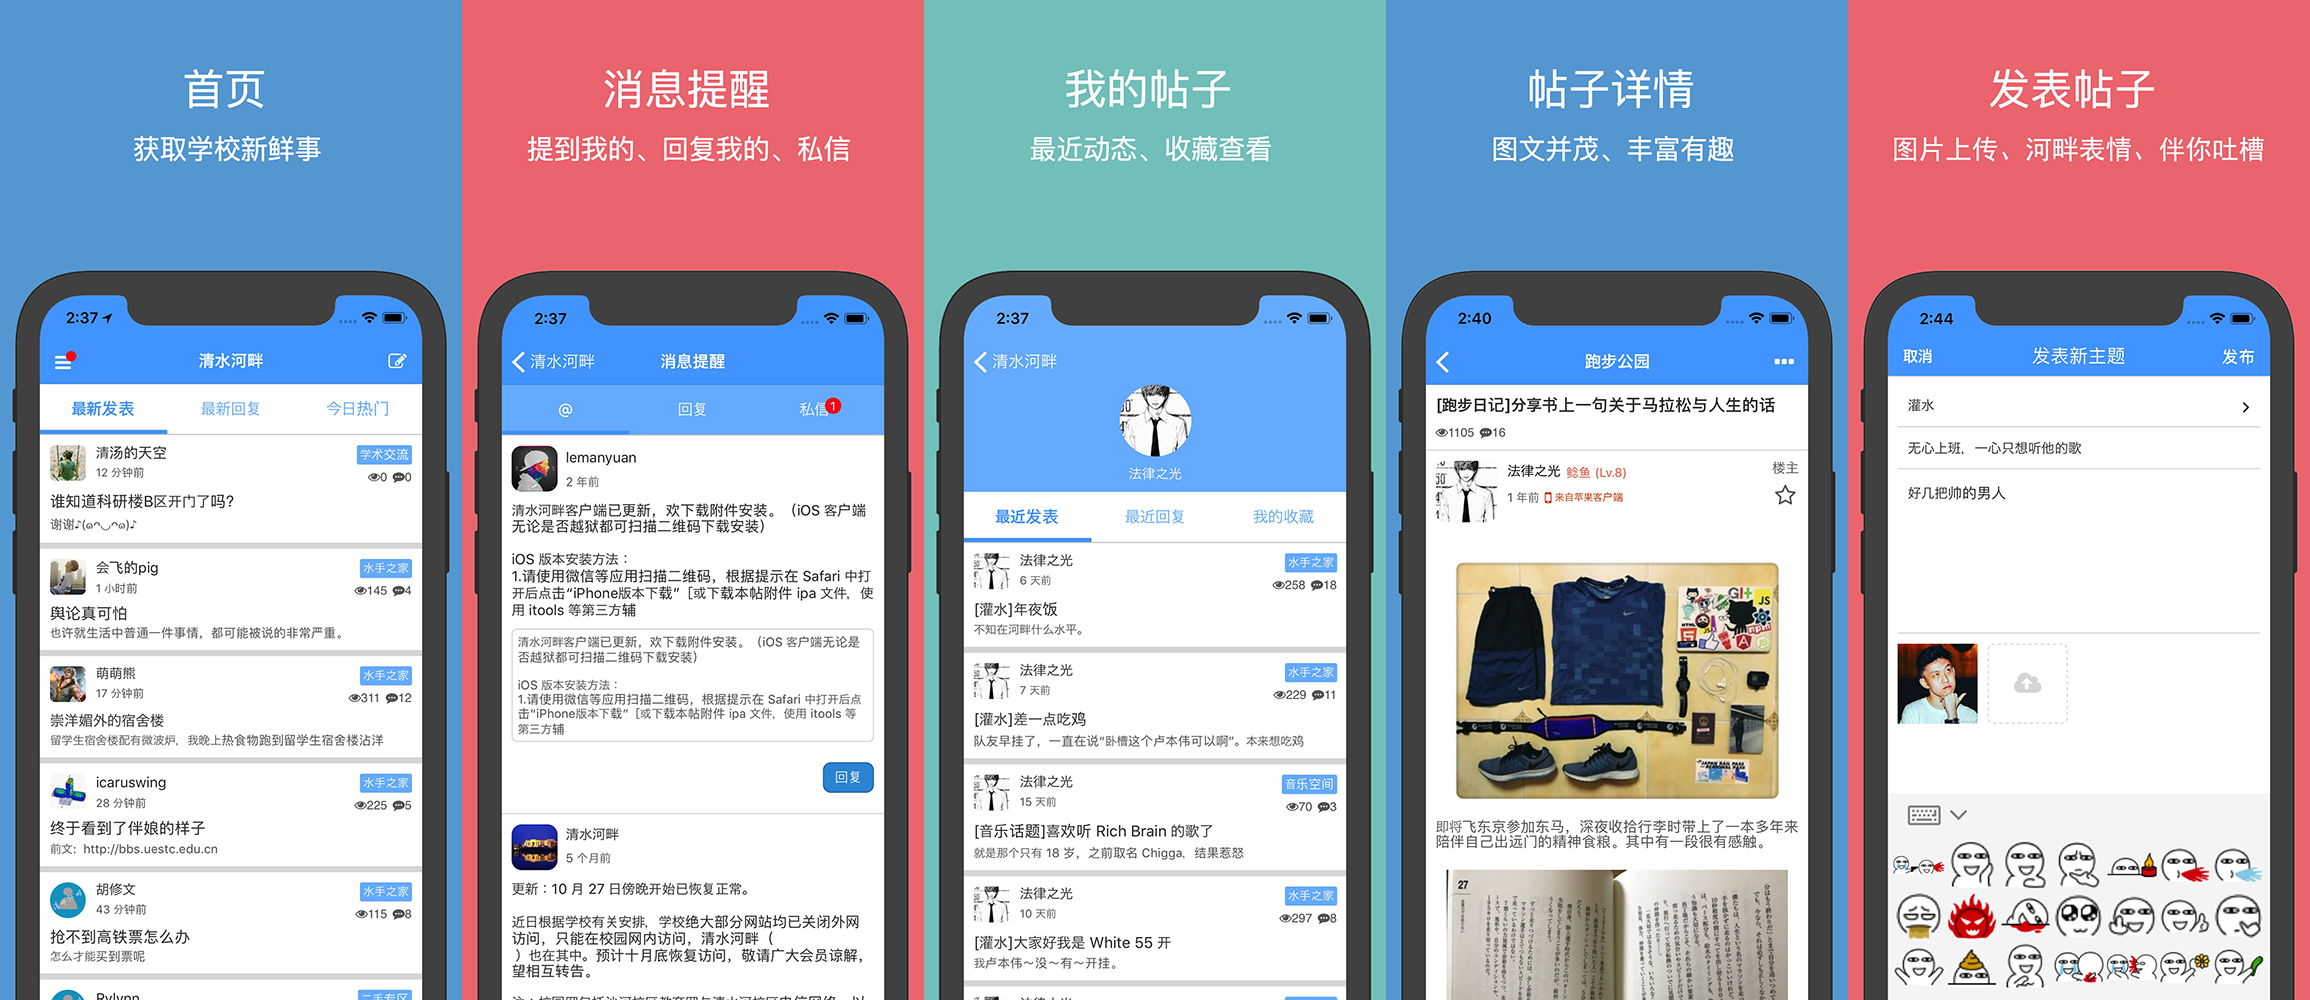 首页
获取学校新鲜事
2:37
清水河畔
最新发表
最新回复
今日热门
清汤的天空
学术交流
12 分钟前
0 0
谁知道科研楼B区开门了吗?
会飞的pig
水手之家
1 小时前
145 4
舆论真可怕
也许就生活中普通一件事情，都可能被说的非常严重。
萌萌熊
水手之家
17 分钟前
311 12
崇洋媚外的宿舍楼
留学生宿舍楼配有微波炉，我晚上热食物跑到留学生宿舍楼沾洋
icaruswing
水手之家
28 分钟前
225 5
终于看到了伴娘的样子
前文: http://bbs.uestc.edu.cn
胡修文
水手之家
43 分钟前
115 8
抢不到高铁票怎么办
怎么才能买到票呢
消息提醒
提到我的、回复我的、私信
2:37
清水河畔
消息提醒
@
回复
私信
1
lemanyuan
2 年前
清水河畔客户端已更新，欢下载附件安装。（iOS 客户端
无论是否越狱都可扫描二维码下载安装）
iOS 版本安装方法：
1.请使用微信等应用扫描二维码，根据提示在 Safari 中打
开后点击“iPhone版本下载”［或下载本帖附件 ipa 文件，使
用 itools 等第三方辅
清水河畔客户端已更新，欢下载附件安装。（iOS 客户端无论是
否越狱都可扫描二维码下载安装）
iOS 版本安装方法：
1.请使用微信等应用扫描二维码，根据提示在 Safari 中打开后点
击“iPhone版本下载”［或下载本帖附件 ipa 文件，使用 itools 等
第三方辅
回复
清水河畔
5 个月前
更新：10 月 27 日傍晚开始已恢复正常。
近日根据学校有关安排，学校绝大部分网站均已关闭外网
访问，只能在校园网内访问，清水河畔（
）也在其中。预计十月底恢复访问，敬请广大会员谅解，
望相互转告。
我的帖子
最近动态、收藏查看
2:37
清水河畔
法律之光
最近发表
最近回复
我的收藏
法律之光
水手之家
6 天前
258 18
[灌水]年夜饭
不知在河畔什么水平。
法律之光
水手之家
7 天前
229 11
[灌水]差一点吃鸡
队友早挂了，一直在说“卧槽这个卢本伟可以啊”。本来想吃鸡
法律之光
音乐空间
15 天前
70 3
[音乐话题]喜欢听 Rich Brain 的歌了
就是那个只有 18 岁，之前取名 Chigga，结果惹怒
法律之光
水手之家
10 天前
297 8
[灌水]大家好我是 White 55 开
我卢本伟～没～有～开挂。
帖子详情
图文并茂、丰富有趣
2:40
跑步公园
[跑步日记]分享书上一句关于马拉松与人生的话
1105 16
法律之光 鲶鱼 (Lv.8)
楼主
1 年前 来自苹果客户端
Git
JS
HTML
npm
JAPAN RAIL PASS
即将飞东京参加东马，深夜收拾行李时带上了一本多年来
陪伴自己出远门的精神食粮。其中有一段很有感触。
27
发表帖子
图片上传、河畔表情、伴你吐槽
2:44
取消
发表新主题
发布
灌水
无心上班，一心只想听他的歌
好几把帅的男人